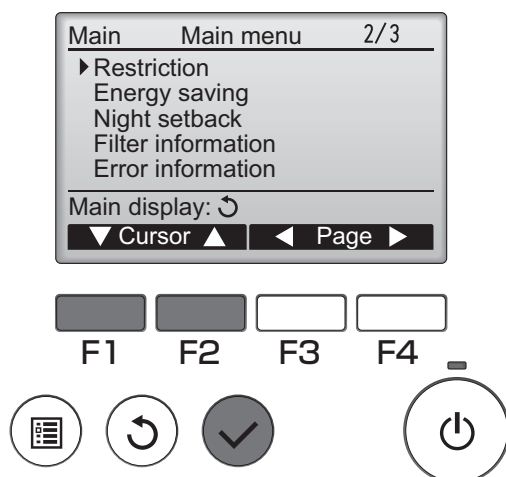 Main Main menu 2/3
Restriction
Energy saving
Night setback
Filter information
Error information
Main display:
Cursor Page
F1 F2 F3 F4